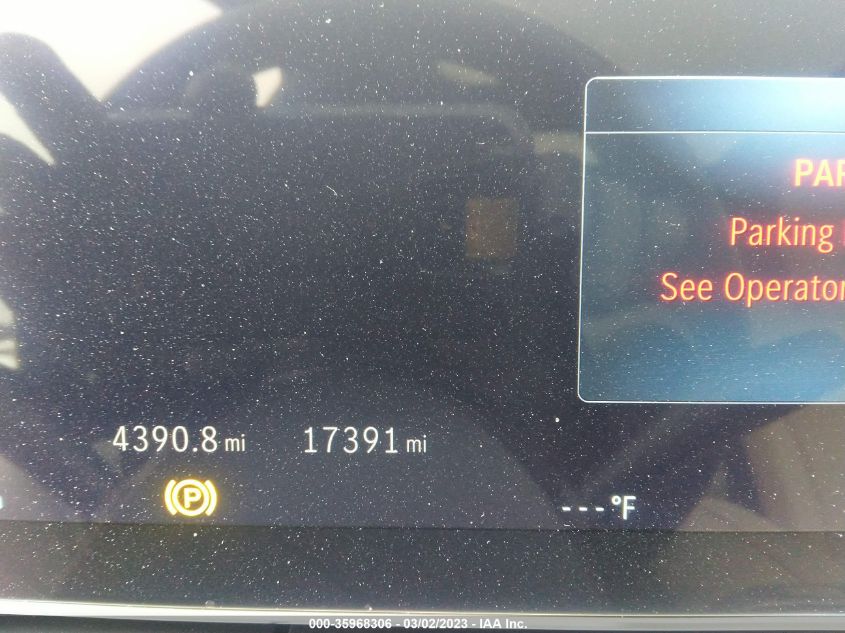 PAR
Parking
See Operator
4390.8 mi 17391 mi
P
---°F
000-35968306 - 03/02/2023 - IAA Inc.